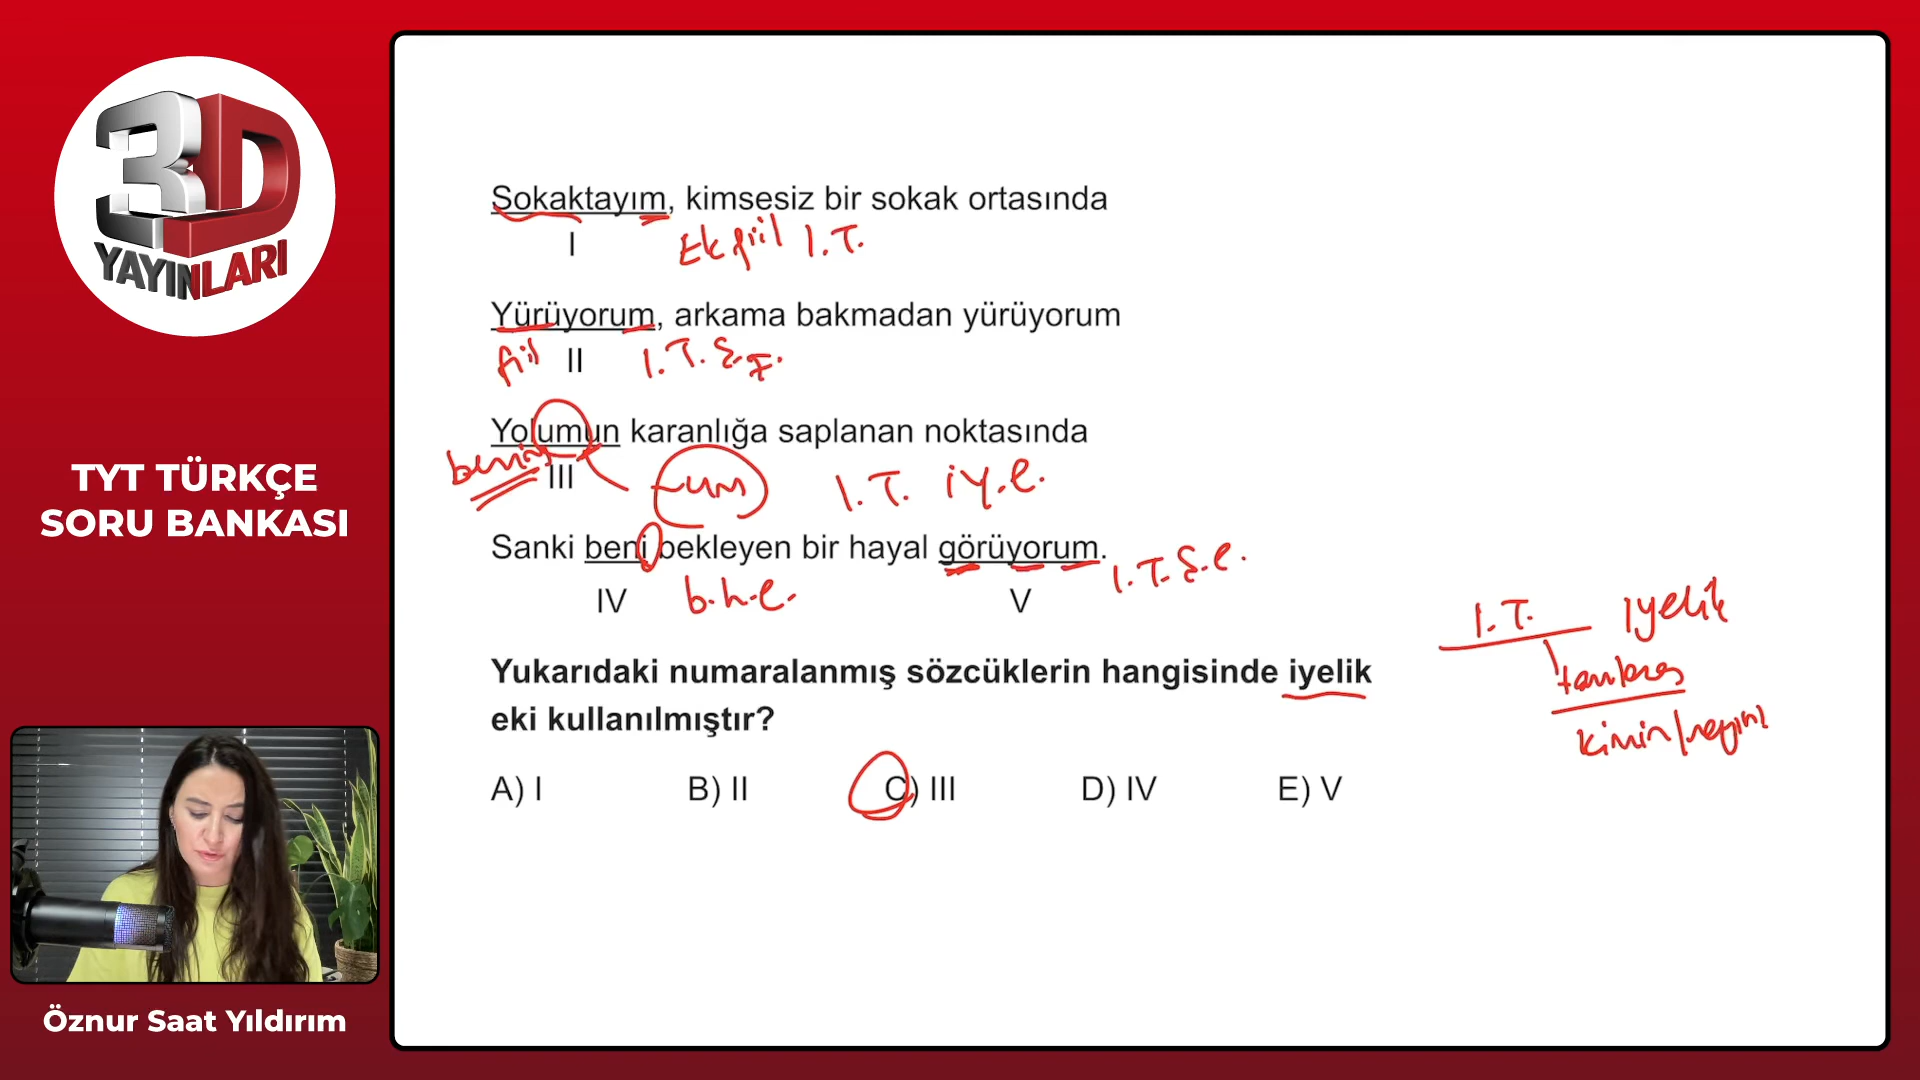 3D
YAYINLARI
TYT TÜRKÇE
SORU BANKASI
Öznur Saat Yıldırım
Sokaktayım, kimsesiz bir sokak ortasında
I
Ek fiil 1.T.
Yürüyorum, arkama bakmadan yürüyorum
fiil II 1.T.Ş.E.
Yolumun karanlığa saplanan noktasında
benim III -um 1.T. iy.e.
Sanki beni bekleyen bir hayal görüyorum.
1.T.Ş.e.
IV b.h.e. V
1.T. iyelik
kimin/neyin
Yukarıdaki numaralanmış sözcüklerin hangisinde iyelik
eki kullanılmıştır?
A) I B) II C) III D) IV E) V